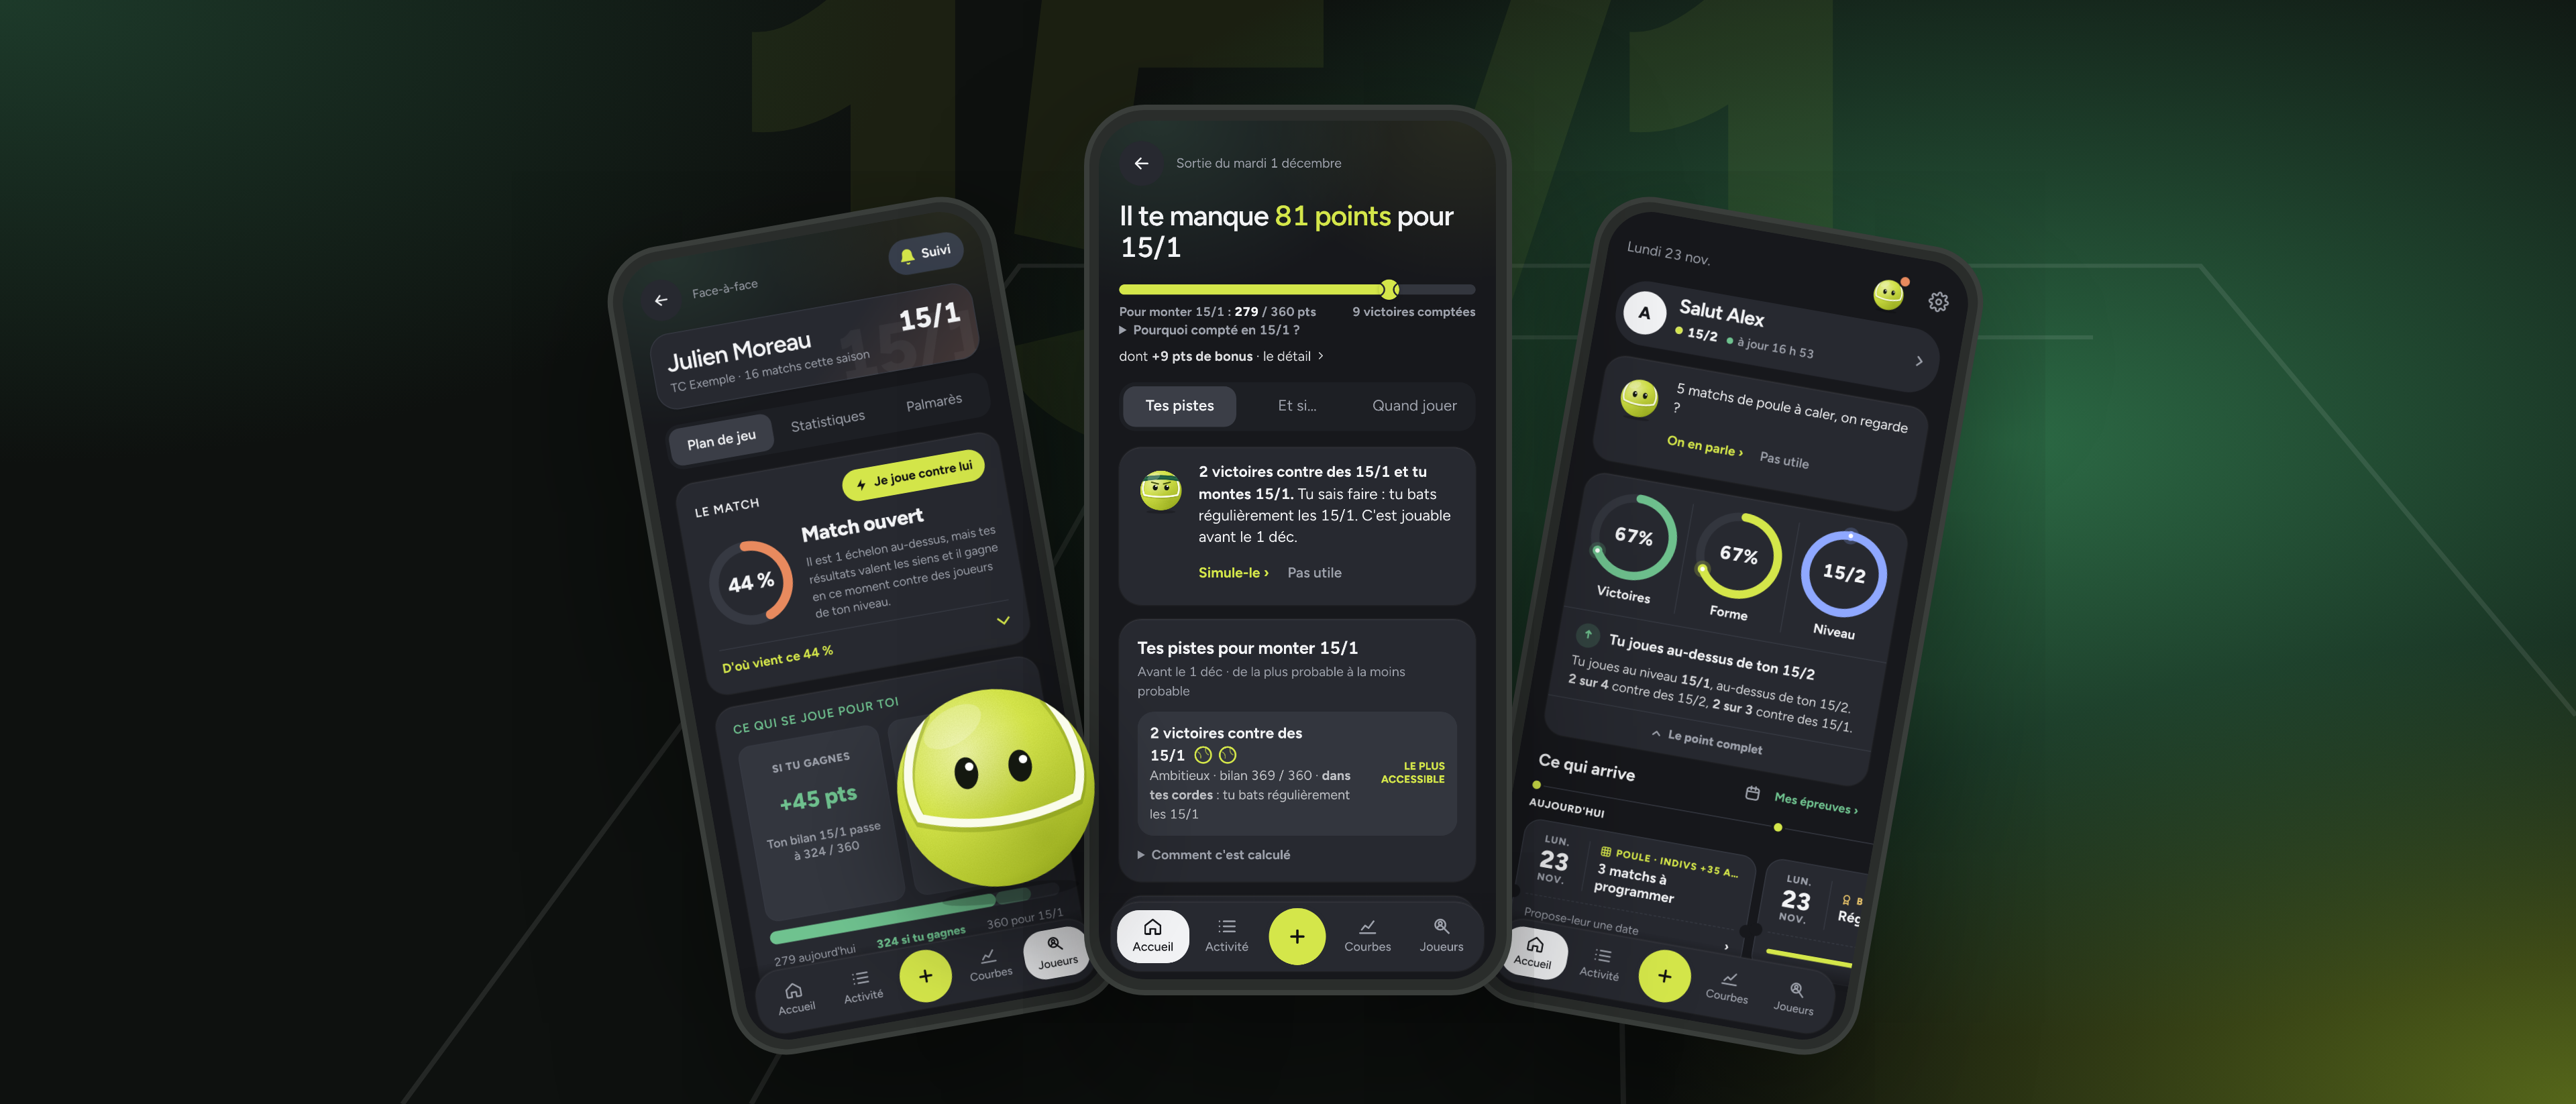 15/1
Suivi
Face-à-face
15/1
Julien Moreau
TC Exemple · 16 matchs cette saison
Plan de jeu
Statistiques
Palmarès
LE MATCH
Je joue contre lui
44 %
Match ouvert
Il est 1 échelon au-dessus, mais tes
résultats valent les siens et il gagne
en ce moment contre des joueurs
de ton niveau.
D'où vient ce 44 %
CE QUI SE JOUE POUR TOI
SI TU GAGNES
+45 pts
Ton bilan 15/1 passe
à 324 / 360
279 aujourd'hui
324 si tu gagnes
360 pour 15/1
Accueil
Activité
+
Courbes
Joueurs
Sortie du mardi 1 décembre
Il te manque 81 points pour
15/1
Pour monter 15/1 : 279 / 360 pts
9 victoires comptées
Pourquoi compté en 15/1 ?
dont +9 pts de bonus · le détail ›
Tes pistes
Et si...
Quand jouer
2 victoires contre des 15/1 et tu
montes 15/1. Tu sais faire : tu bats
régulièrement les 15/1. C'est jouable
avant le 1 déc.
Simule-le ›
Pas utile
Tes pistes pour monter 15/1
Avant le 1 déc · de la plus probable à la moins
probable
2 victoires contre des
15/1
Ambitieux · bilan 369 / 360 · dans
tes cordes : tu bats régulièrement
les 15/1
LE PLUS
ACCESSIBLE
Comment c'est calculé
Accueil
Activité
+
Courbes
Joueurs
Lundi 23 nov.
A
Salut Alex
15/2
à jour 16 h 53
5 matchs de poule à caler, on regarde
?
On en parle ›
Pas utile
67%
Victoires
67%
Forme
15/2
Niveau
Tu joues au-dessus de ton 15/2
Tu joues au niveau 15/1, au-dessus de ton 15/2.
2 sur 4 contre des 15/2, 2 sur 3 contre des 15/1.
Le point complet
Ce qui arrive
Mes épreuves ›
AUJOURD'HUI
LUN.
23
NOV.
POULE · INDIVS +35 A...
3 matchs à
programmer
Propose-leur une date
LUN.
23
NOV.
B
Rég
Accueil
Activité
+
Courbes
Joueurs